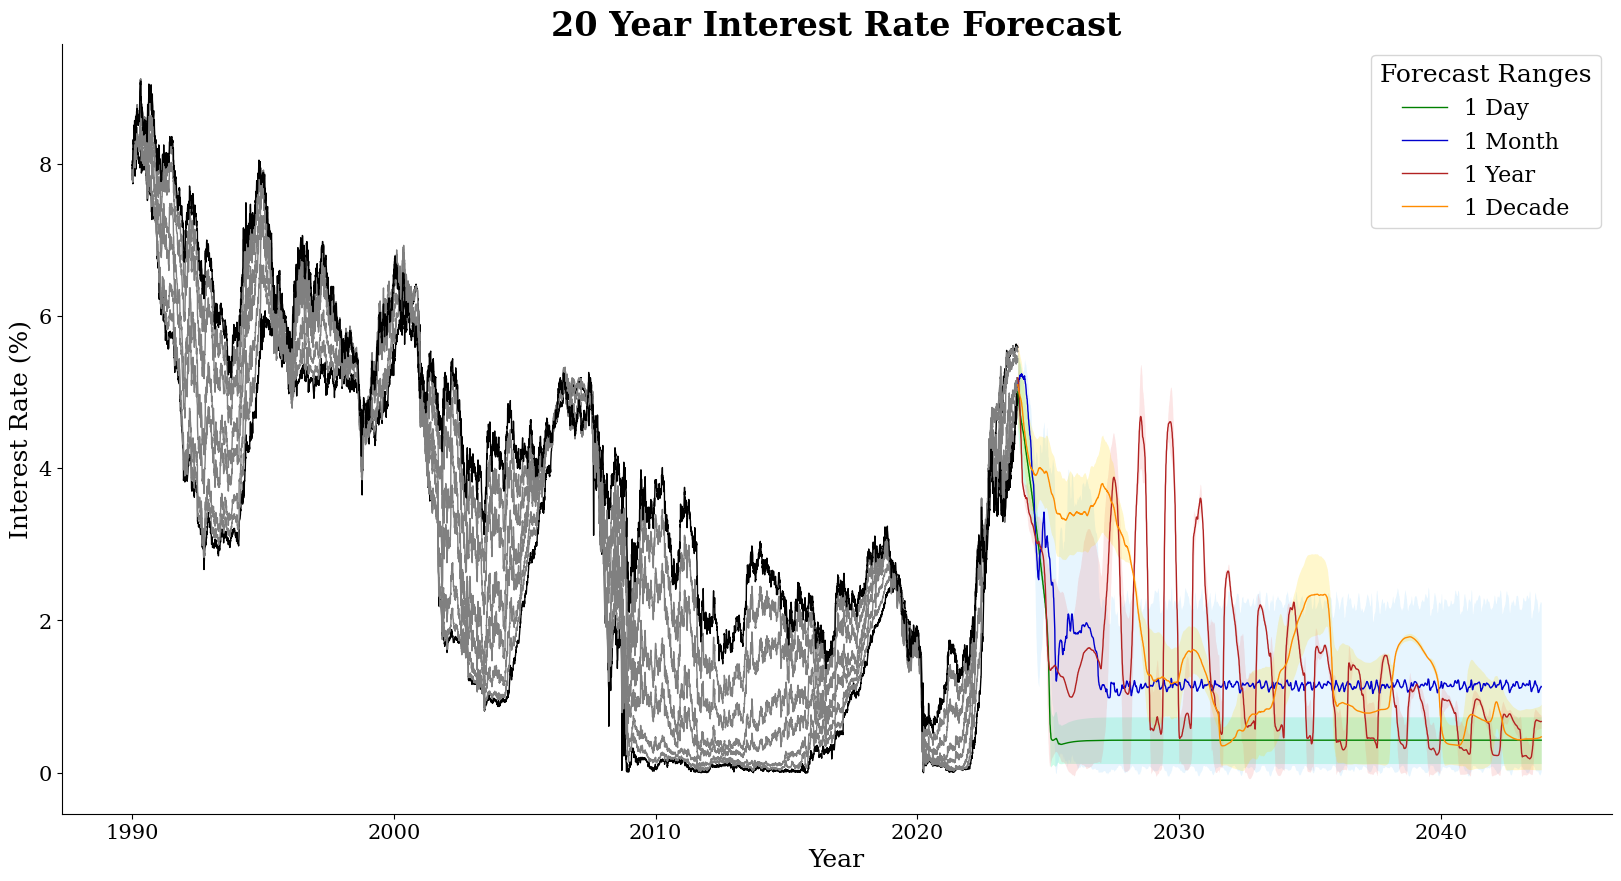 20 Year Interest Rate Forecast
Forecast Ranges
1 Day
1 Month
1 Year
1 Decade
Interest Rate (%)
8
6
4
2
0
1990
2000
2010
2020
2030
2040
Year